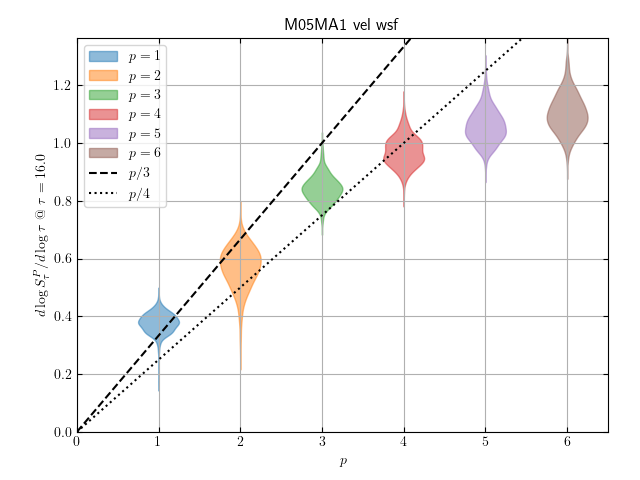 M05MA1 vel wsf
d log S_τ^P / d log τ @ τ = 16.0
1.2
1.0
0.8
0.6
0.4
0.2
0.0
p = 1
p = 2
p = 3
p = 4
p = 5
p = 6
p/3
p/4
0 1 2 3 4 5 6
p